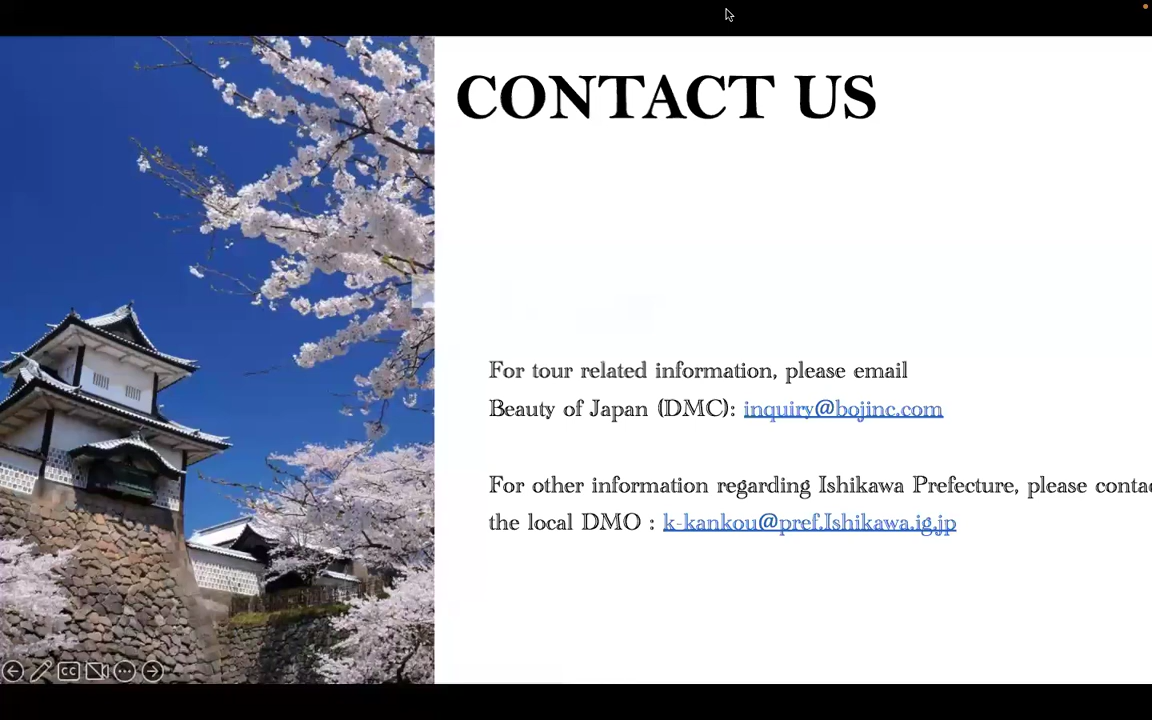 CONTACT US
For tour related information, please email
Beauty of Japan (DMC): inquiry@bojinc.com
For other information regarding Ishikawa Prefecture, please contac
the local DMO : k-kankou@pref.Ishikawa.ig.jp
CC